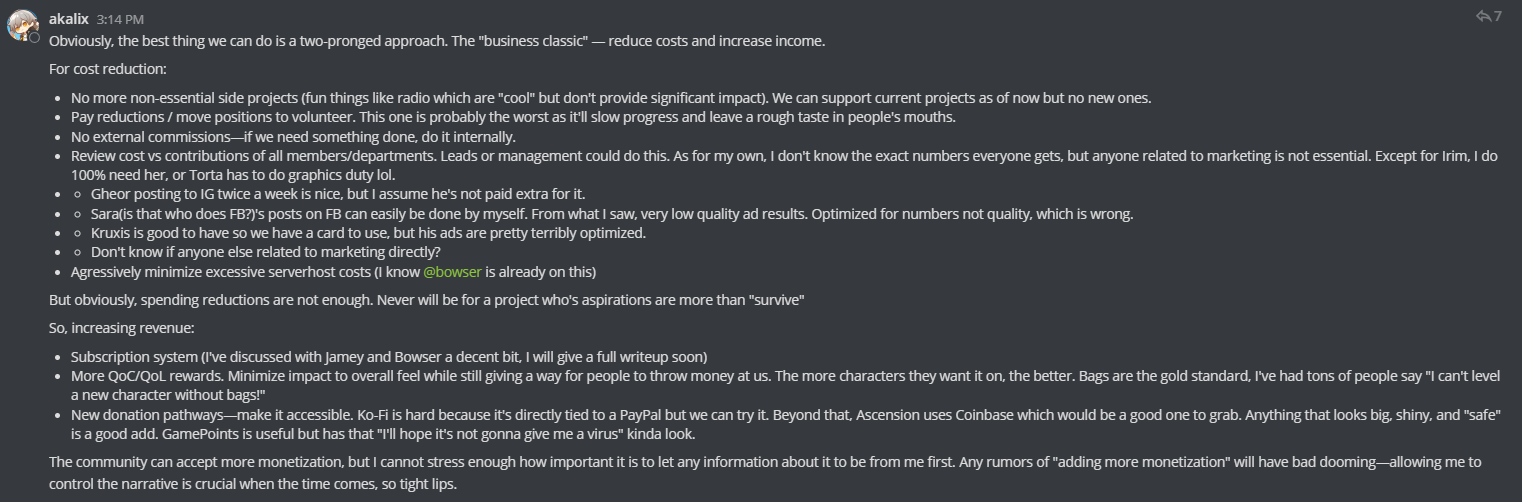 akalix 3:14 PM
7
Obviously, the best thing we can do is a two-pronged approach. The "business classic" — reduce costs and increase income.
For cost reduction:
• No more non-essential side projects (fun things like radio which are "cool" but don't provide significant impact). We can support current projects as of now but no new ones.
• Pay reductions / move positions to volunteer. This one is probably the worst as it'll slow progress and leave a rough taste in people's mouths.
• No external commissions—if we need something done, do it internally.
• Review cost vs contributions of all members/departments. Leads or management could do this. As for my own, I don't know the exact numbers everyone gets, but anyone related to marketing is not essential. Except for Irim, I do
100% need her, or Torta has to do graphics duty lol.
• ◦ Gheor posting to IG twice a week is nice, but I assume he's not paid extra for it.
• ◦ Sara(is that who does FB?)'s posts on FB can easily be done by myself. From what I saw, very low quality ad results. Optimized for numbers not quality, which is wrong.
• ◦ Kruxis is good to have so we have a card to use, but his ads are pretty terribly optimized.
• ◦ Don't know if anyone else related to marketing directly?
• Agressively minimize excessive serverhost costs (I know @bowser is already on this)
But obviously, spending reductions are not enough. Never will be for a project who's aspirations are more than "survive"
So, increasing revenue:
• Subscription system (I've discussed with Jamey and Bowser a decent bit, I will give a full writeup soon)
• More QoC/QoL rewards. Minimize impact to overall feel while still giving a way for people to throw money at us. The more characters they want it on, the better. Bags are the gold standard, I've had tons of people say "I can't level
a new character without bags!"
• New donation pathways—make it accessible. Ko-Fi is hard because it's directly tied to a PayPal but we can try it. Beyond that, Ascension uses Coinbase which would be a good one to grab. Anything that looks big, shiny, and "safe"
is a good add. GamePoints is useful but has that "I'll hope it's not gonna give me a virus" kinda look.
The community can accept more monetization, but I cannot stress enough how important it is to let any information about it to be from me first. Any rumors of "adding more monetization" will have bad dooming—allowing me to
control the narrative is crucial when the time comes, so tight lips.